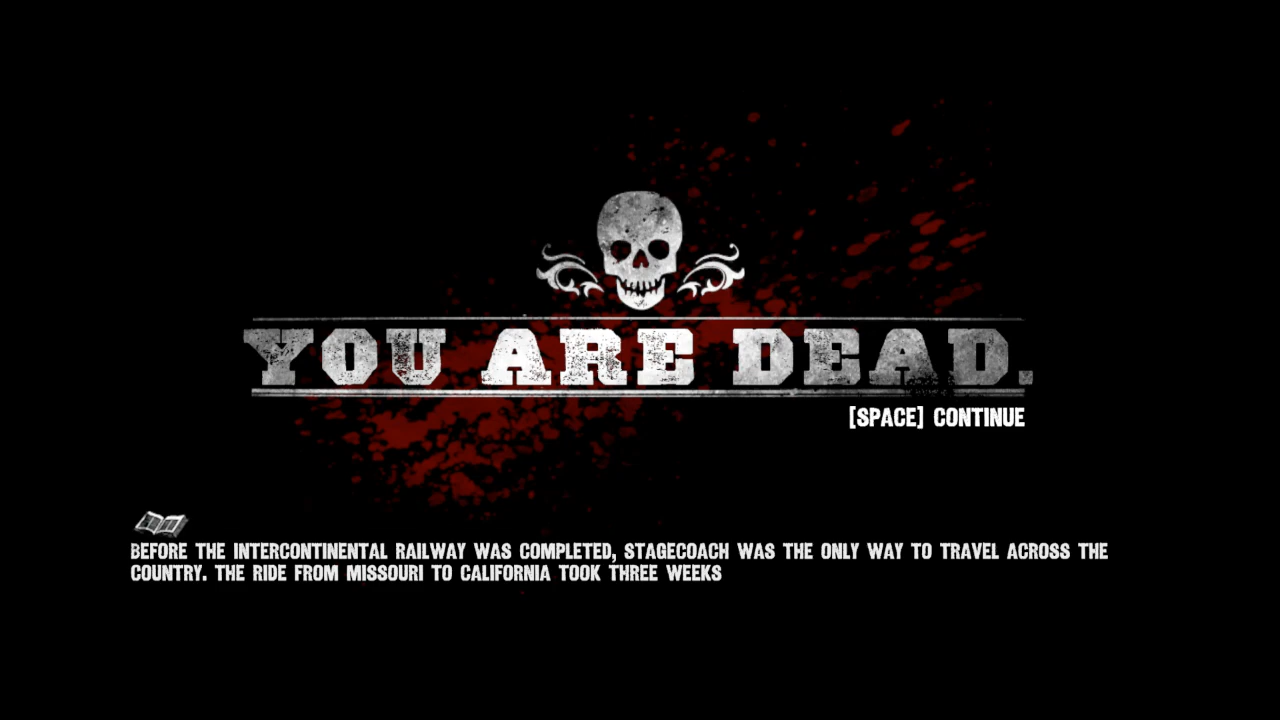 YOU ARE DEAD.
[SPACE] CONTINUE
BEFORE THE INTERCONTINENTAL RAILWAY WAS COMPLETED, STAGECOACH WAS THE ONLY WAY TO TRAVEL ACROSS THE
COUNTRY. THE RIDE FROM MISSOURI TO CALIFORNIA TOOK THREE WEEKS